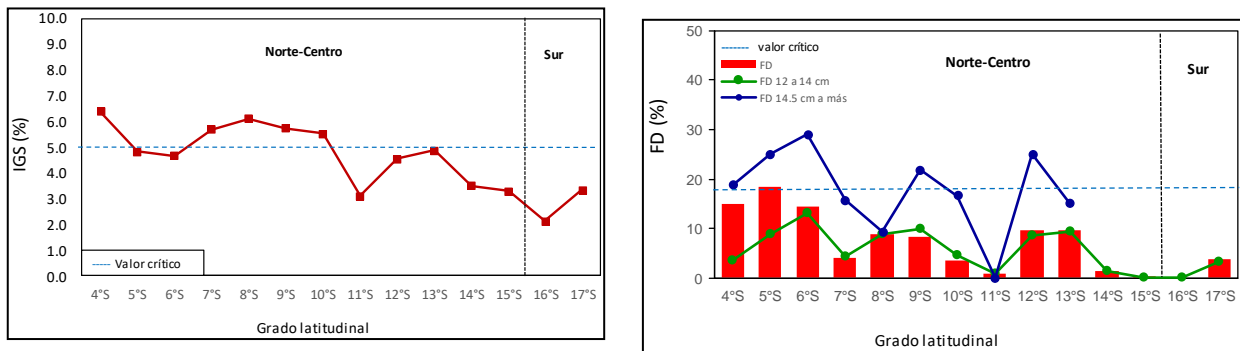 10.0
9.0
8.0
7.0
6.0
5.0
4.0
3.0
2.0
1.0
0.0
IGS (%)
Norte-Centro
Sur
Valor crítico
4°S 5°S 6°S 7°S 8°S 9°S 10°S 11°S 12°S 13°S 14°S 15°S 16°S 17°S
Grado latitudinal
50
40
30
20
10
0
FD (%)
valor crítico
FD
FD 12 a 14 cm
FD 14.5 cm a más
Norte-Centro
Sur
4°S 5°S 6°S 7°S 8°S 9°S 10°S 11°S 12°S 13°S 14°S 15°S 16°S 17°S
Grado latitudinal